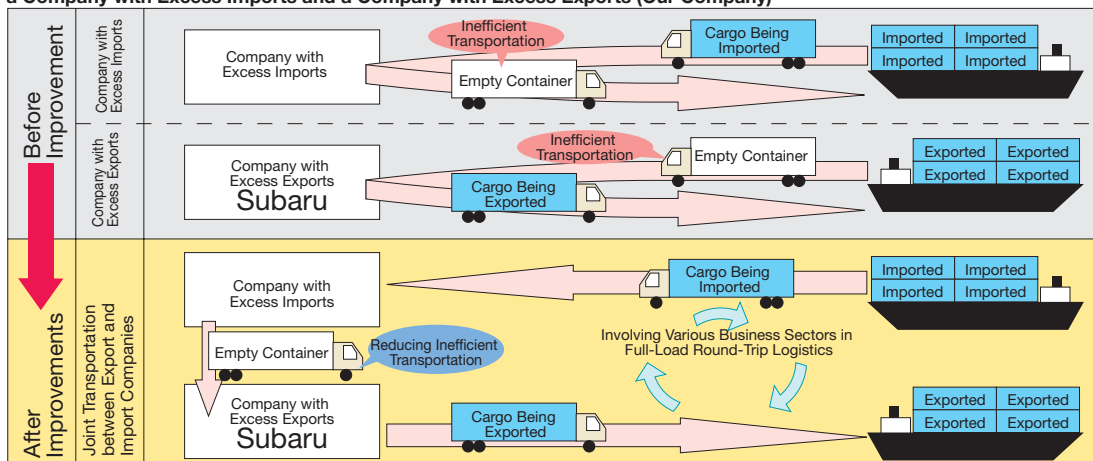 a Company with Excess Imports and a Company with Excess Exports (Our Company)
Before
Improvement
Company with
Excess Imports
Company with
Excess Imports
Inefficient
Transportation
Empty Container
Cargo Being
Imported
Imported Imported
Imported Imported
Company with
Excess Exports
Company with
Excess Exports
Subaru
Inefficient
Transportation
Cargo Being
Exported
Empty Container
Exported Exported
Exported Exported
After
Improvements
Joint Transportation
between Export and
Import Companies
Company with
Excess Imports
Cargo Being
Imported
Imported Imported
Imported Imported
Empty Container
Reducing Inefficient
Transportation
Involving Various Business Sectors in
Full-Load Round-Trip Logistics
Company with
Excess Exports
Subaru
Cargo Being
Exported
Exported Exported
Exported Exported